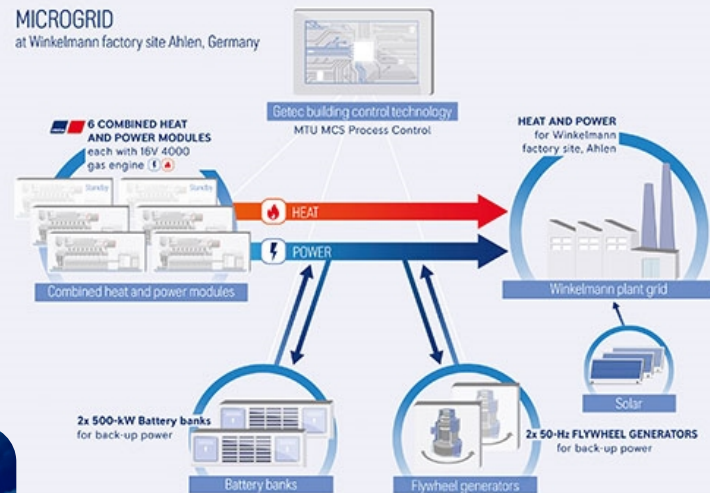 MICROGRID
at Winkelmann factory site Ahlen, Germany
Getec building control technology
MTU MCS Process Control
6 COMBINED HEAT
AND POWER MODULES
each with 16V 4000
gas engine
Standby
Standby
Combined heat and power modules
HEAT
POWER
HEAT AND POWER
for Winkelmann
factory site, Ahlen
Winkelmann plant grid
Solar
2x 500-kW Battery banks
for back-up power
Battery banks
2x 50-Hz FLYWHEEL GENERATORS
for back-up power
Flywheel generators